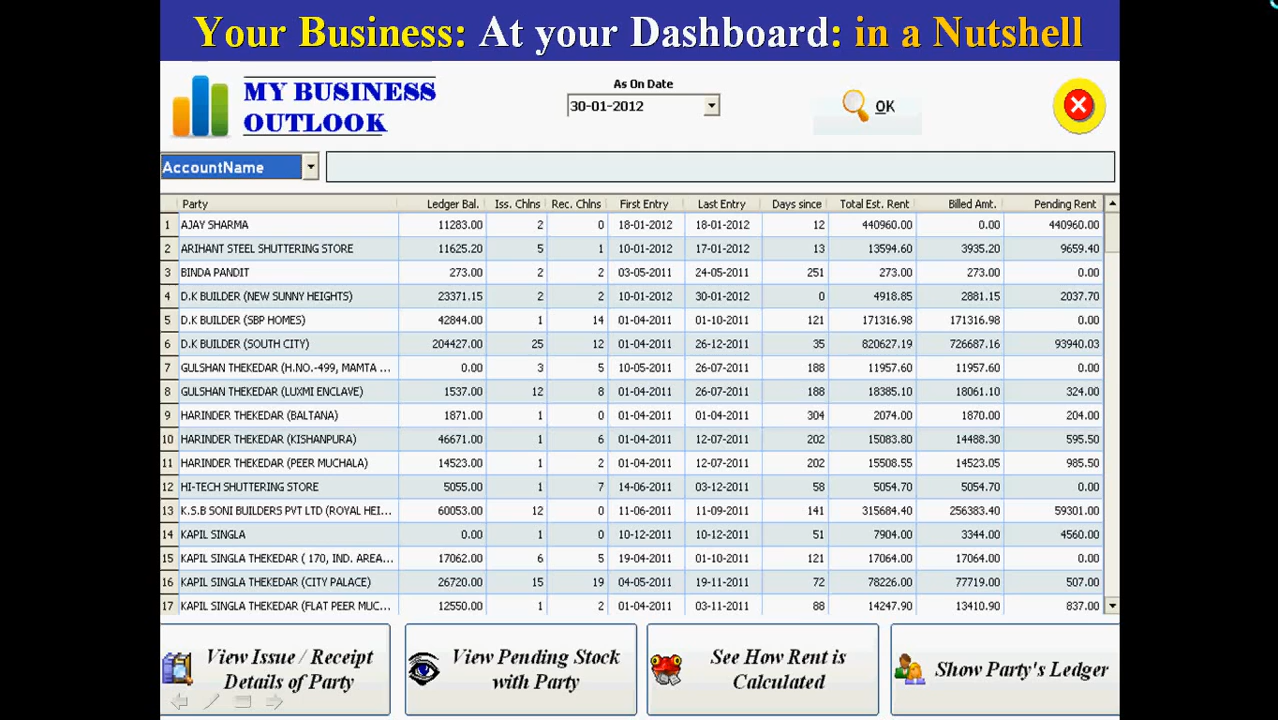 Your Business: At your Dashboard: in a Nutshell
MY BUSINESS
OUTLOOK
As On Date
30-01-2012
OK
AccountName
Party Ledger Bal. Iss. Chlns Rec. Chlns First Entry Last Entry Days since Total Est. Rent Billed Amt. Pending Rent
1 AJAY SHARMA 11283.00 2 0 18-01-2012 18-01-2012 12 440960.00 0.00 440960.00
2 ARIHANT STEEL SHUTTERING STORE 11625.20 5 1 10-01-2012 17-01-2012 13 13594.60 3935.20 9659.40
3 BINDA PANDIT 273.00 2 2 03-05-2011 24-05-2011 251 273.00 273.00 0.00
4 D.K BUILDER (NEW SUNNY HEIGHTS) 23371.15 2 2 10-01-2012 30-01-2012 0 4918.85 2881.15 2037.70
5 D.K BUILDER (SBP HOMES) 42844.00 1 14 01-04-2011 01-10-2011 121 171316.98 171316.98 0.00
6 D.K BUILDER (SOUTH CITY) 204427.00 25 12 01-04-2011 26-12-2011 35 820627.19 726687.16 93940.03
7 GULSHAN THEKEDAR (H.NO.-499, MAMTA ... 0.00 3 5 10-05-2011 26-07-2011 188 11957.60 11957.60 0.00
8 GULSHAN THEKEDAR (LUXMI ENCLAVE) 1537.00 12 8 01-04-2011 26-07-2011 188 18385.10 18061.10 324.00
9 HARINDER THEKEDAR (BALTANA) 1871.00 1 0 01-04-2011 01-04-2011 304 2074.00 1870.00 204.00
10 HARINDER THEKEDAR (KISHANPURA) 46671.00 1 6 01-04-2011 12-07-2011 202 15083.80 14488.30 595.50
11 HARINDER THEKEDAR (PEER MUCHALA) 14523.00 1 2 01-04-2011 12-07-2011 202 15508.55 14523.05 985.50
12 HI-TECH SHUTTERING STORE 5055.00 1 7 14-06-2011 03-12-2011 58 5054.70 5054.70 0.00
13 K.S.B SONI BUILDERS PVT LTD (ROYAL HEI... 60053.00 12 0 11-06-2011 11-09-2011 141 315684.40 256383.40 59301.00
14 KAPIL SINGLA 0.00 1 0 10-12-2011 10-12-2011 51 7904.00 3344.00 4560.00
15 KAPIL SINGLA THEKEDAR ( 170, IND. AREA... 17062.00 6 5 19-04-2011 01-10-2011 121 17064.00 17064.00 0.00
16 KAPIL SINGLA THEKEDAR (CITY PALACE) 26720.00 15 19 04-05-2011 19-11-2011 72 78226.00 77719.00 507.00
17 KAPIL SINGLA THEKEDAR (FLAT PEER MUC... 12550.00 1 2 01-04-2011 03-11-2011 88 14247.90 13410.90 837.00
View Issue / Receipt
Details of Party
View Pending Stock
with Party
See How Rent is
Calculated
Show Party's Ledger